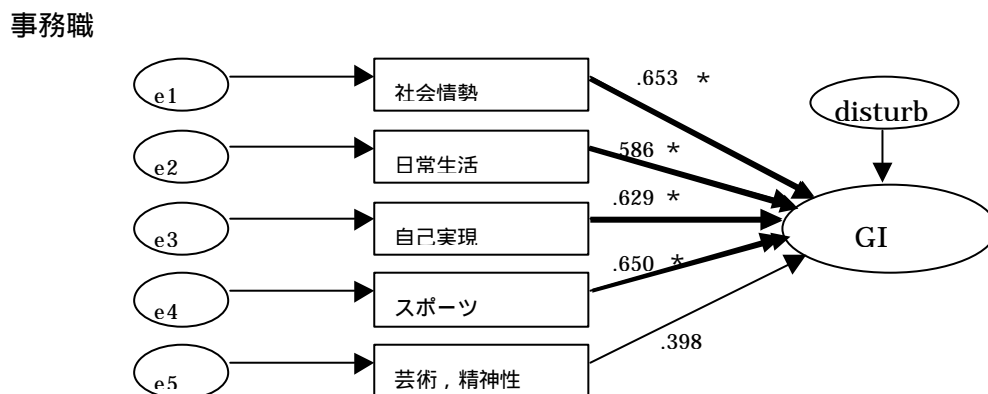 事務職
e1
社会情勢
.653 *
disturb
e2
日常生活
.586 *
e3
自己実現
.629 *
GI
e4
スポーツ
.650 *
e5
芸術，精神性
.398